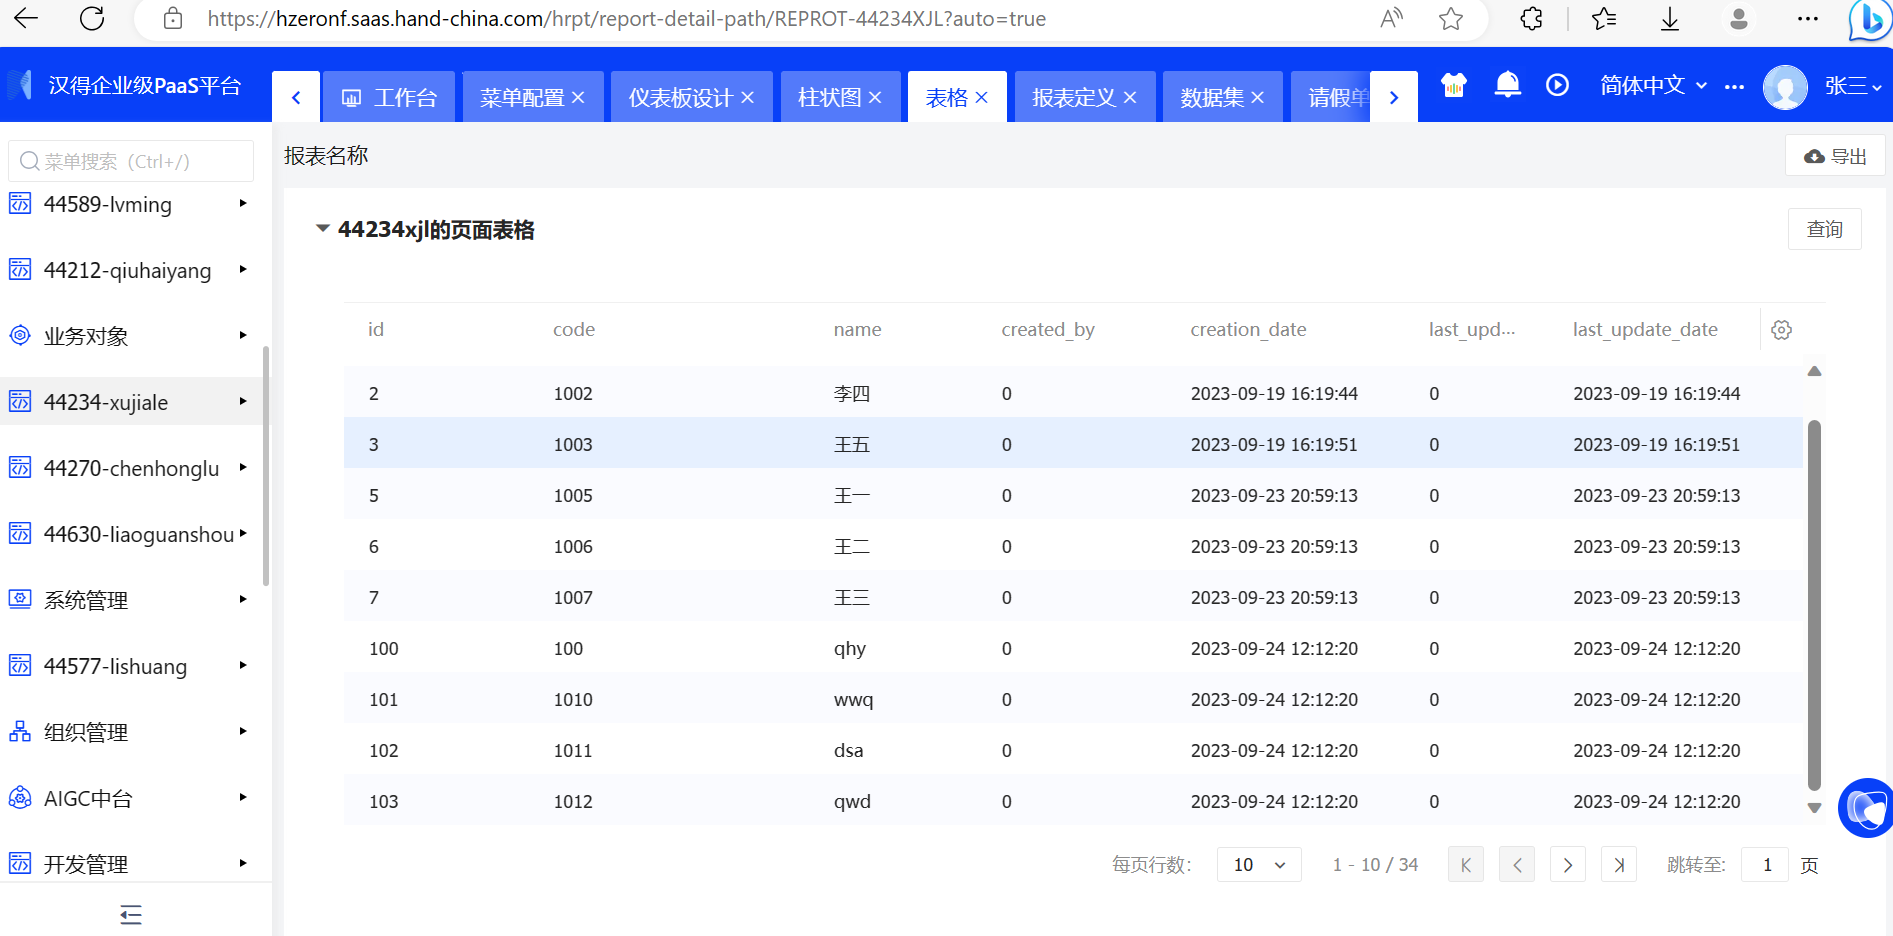 https://hzeronf.saas.hand-china.com/hrpt/report-detail-path/REPROT-44234XJL?auto=true
汉得企业级PaaS平台
工作台
菜单配置
仪表板设计
柱状图
表格
报表定义
数据集
请假单
简体中文
张三
菜单搜索（Ctrl+/）
44589-lvming
44212-qiuhaiyang
业务对象
44234-xujiale
44270-chenhonglu
44630-liaoguanshou
系统管理
44577-lishuang
组织管理
AIGC中台
开发管理
报表名称
导出
44234xjl的页面表格
查询
id code name created_by creation_date last_upd... last_update_date
2 1002 李四 0 2023-09-19 16:19:44 0 2023-09-19 16:19:44
3 1003 王五 0 2023-09-19 16:19:51 0 2023-09-19 16:19:51
5 1005 王一 0 2023-09-23 20:59:13 0 2023-09-23 20:59:13
6 1006 王二 0 2023-09-23 20:59:13 0 2023-09-23 20:59:13
7 1007 王三 0 2023-09-23 20:59:13 0 2023-09-23 20:59:13
100 100 qhy 0 2023-09-24 12:12:20 0 2023-09-24 12:12:20
101 1010 wwq 0 2023-09-24 12:12:20 0 2023-09-24 12:12:20
102 1011 dsa 0 2023-09-24 12:12:20 0 2023-09-24 12:12:20
103 1012 qwd 0 2023-09-24 12:12:20 0 2023-09-24 12:12:20
每页行数: 10 1 - 10 / 34 跳转至: 1 页